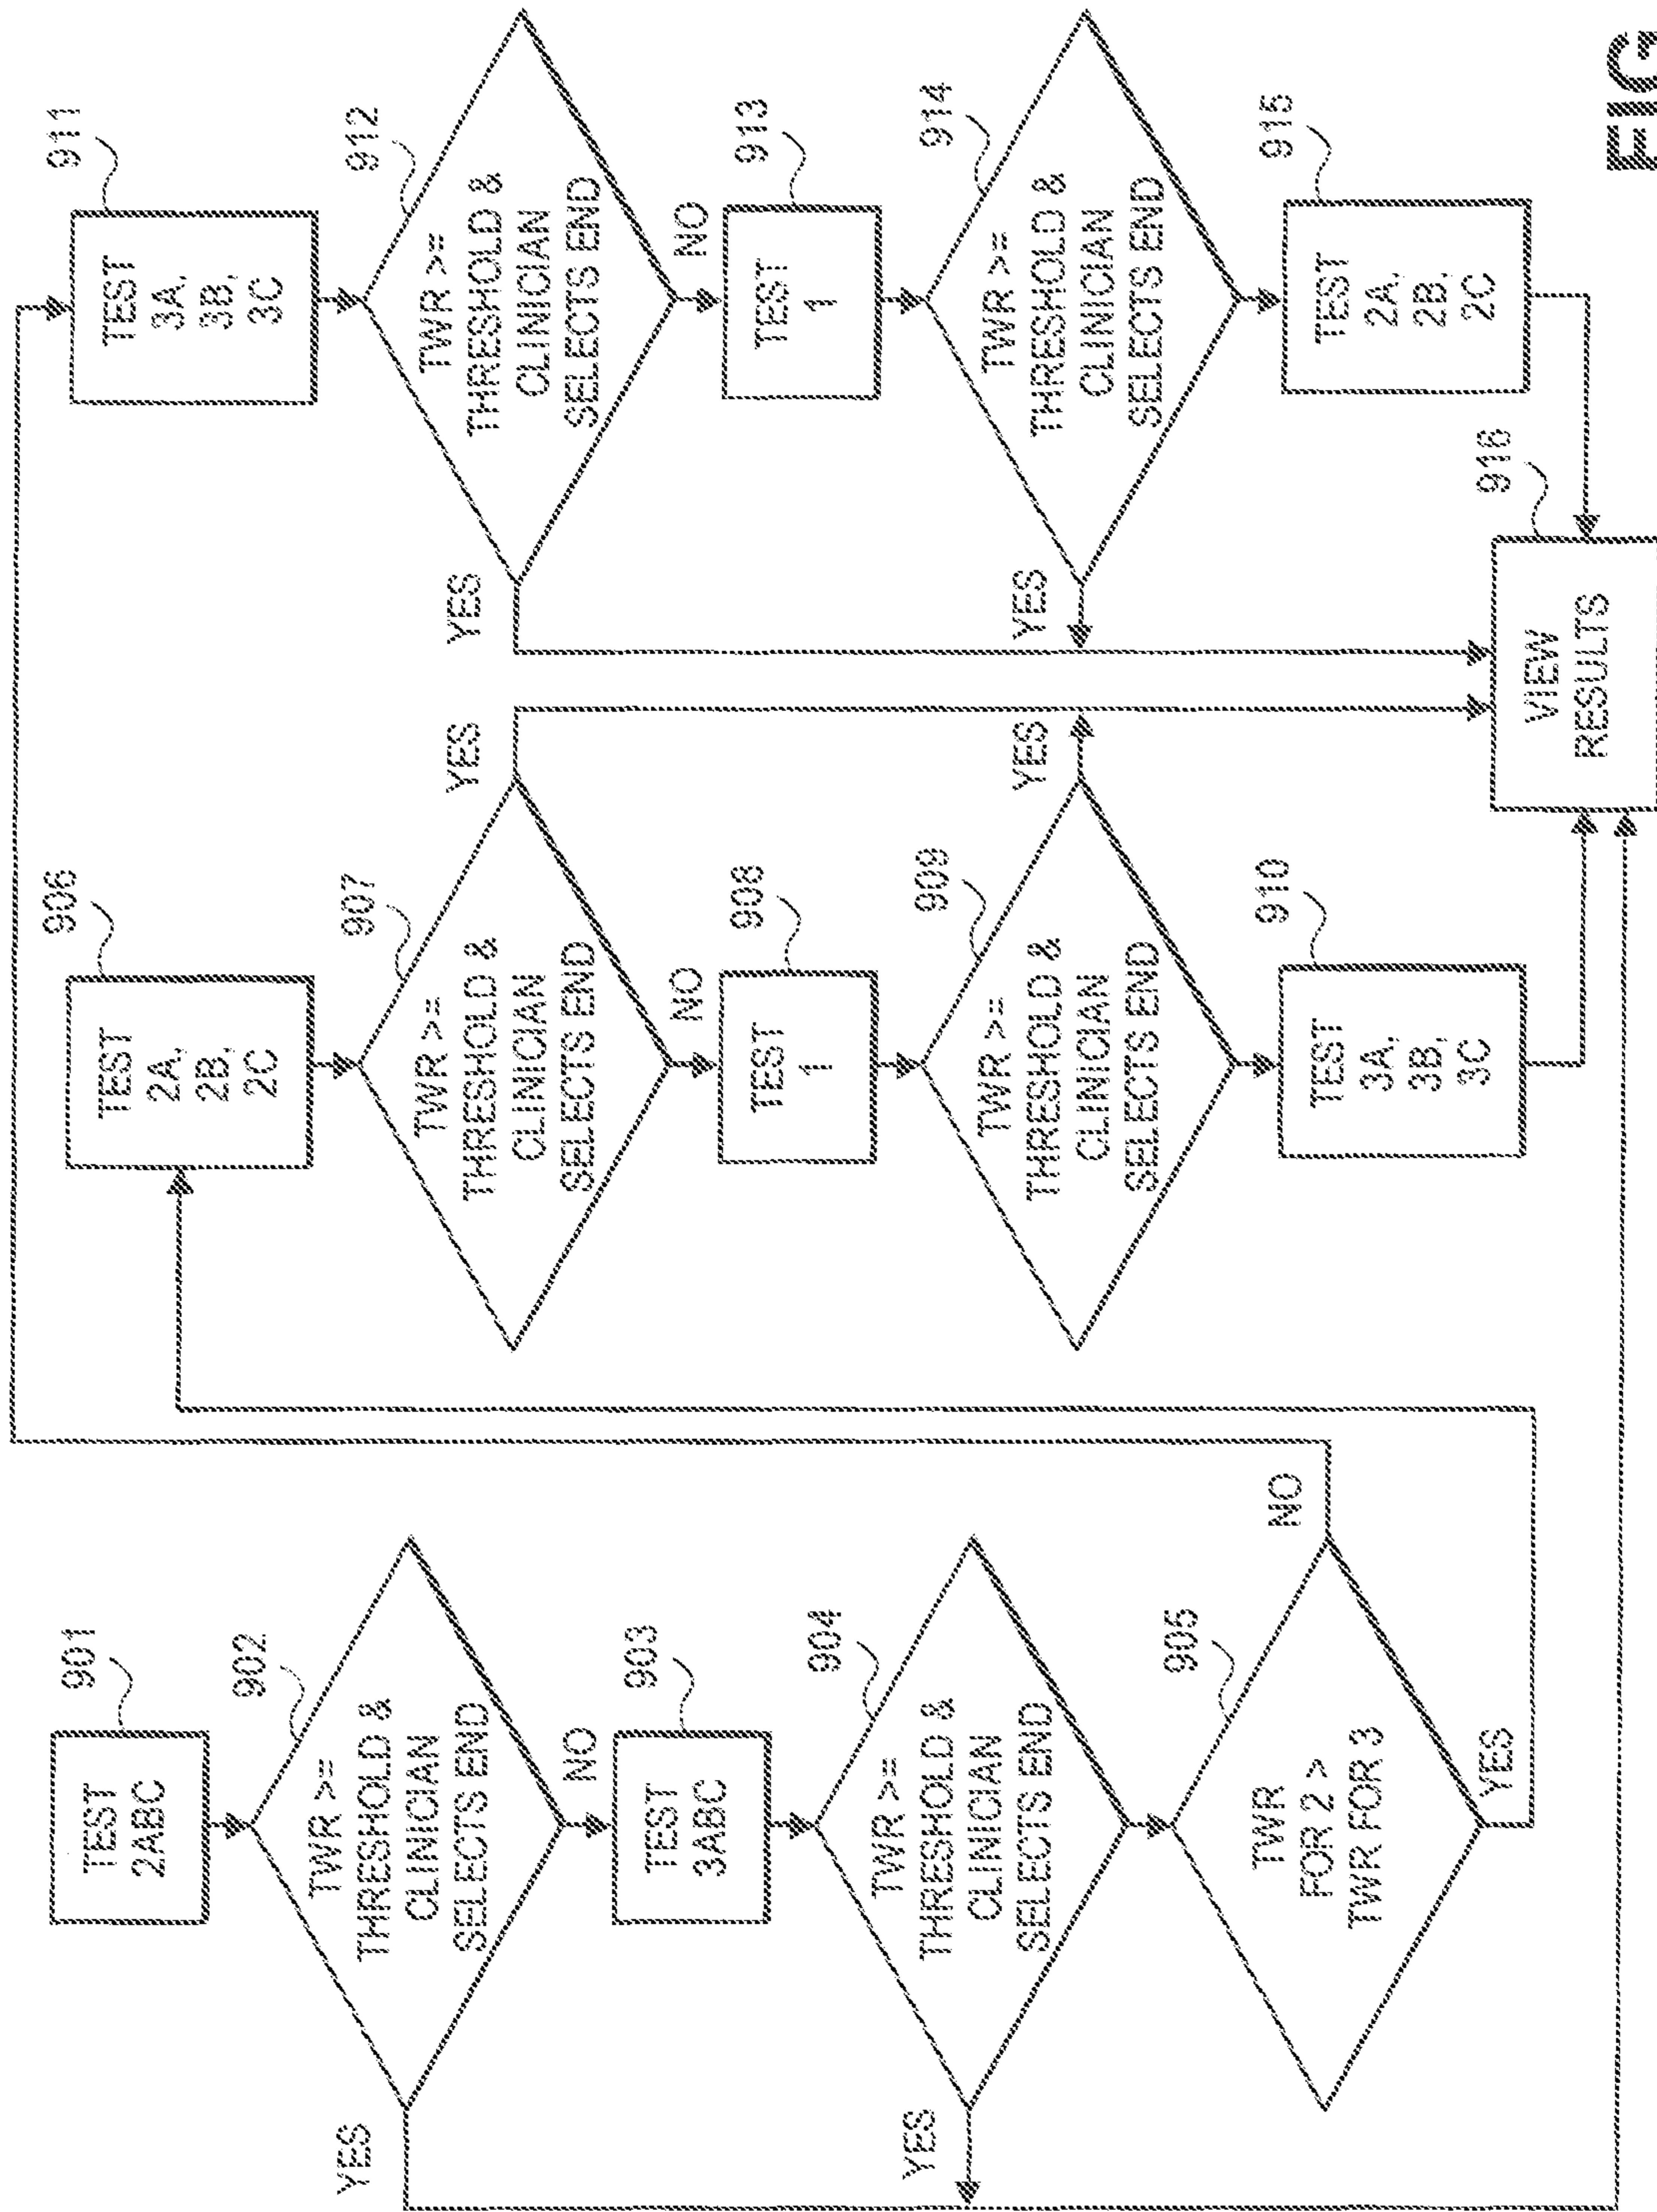 TEST
2ABC
901
TWR >=
THRESHOLD &
CLINICIAN
SELECTS END
902
YES
NO
TEST
3ABC
903
TWR >=
THRESHOLD &
CLINICIAN
SELECTS END
904
YES
TWR
FOR 2 >
TWR FOR 3
905
NO
YES
TEST
2A,
2B,
2C
906
TWR >=
THRESHOLD &
CLINICIAN
SELECTS END
907
YES
NO
TEST
1
908
TWR >=
THRESHOLD &
CLINICIAN
SELECTS END
909
YES
TEST
3A,
3B,
3C
910
TEST
3A,
3B,
3C
911
TWR >=
THRESHOLD &
CLINICIAN
SELECTS END
912
YES
NO
TEST
1
913
TWR >=
THRESHOLD &
CLINICIAN
SELECTS END
914
YES
TEST
2A,
2B,
2C
915
VIEW
RESULTS
916
FIG